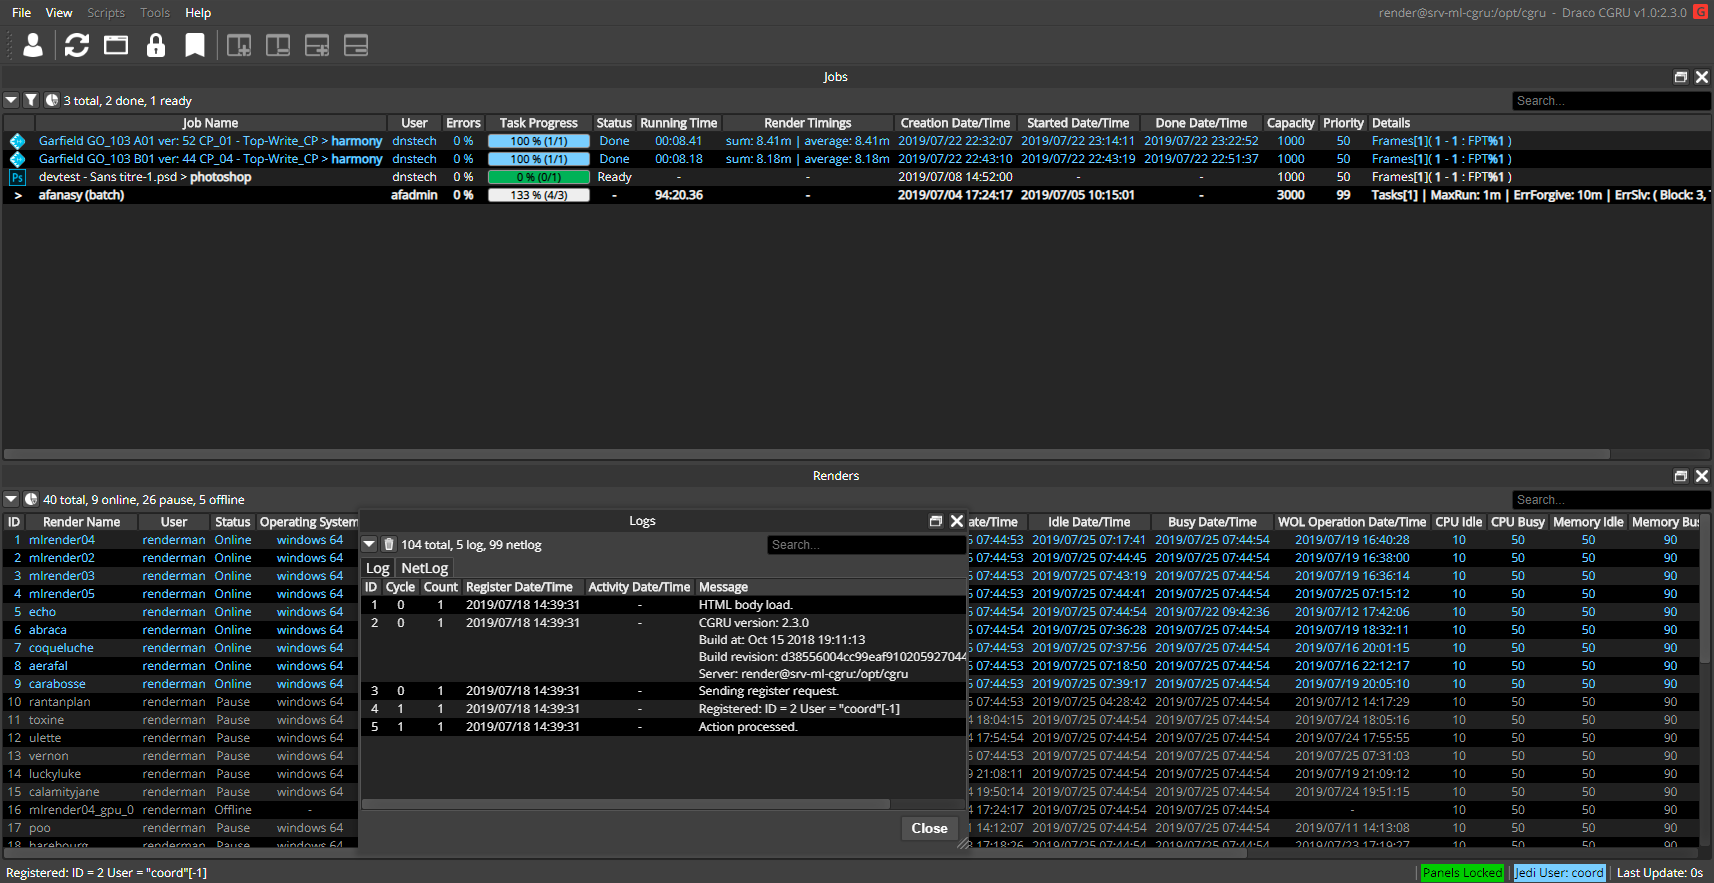 File View Scripts Tools Help render@srv-ml-cgru:/opt/cgru - Draco CGRU v1.0:2.3.0 G
Jobs
3 total, 2 done, 1 ready Search...
Job Name User Errors Task Progress Status Running Time Render Timings Creation Date/Time Started Date/Time Done Date/Time Capacity Priority Details
Garfield GO_103 A01 ver: 52 CP_01 - Top-Write_CP > harmony dnstech 0 % 100 % (1/1) Done 00:08.41 sum: 8.41m | average: 8.41m 2019/07/22 22:32:07 2019/07/22 23:14:11 2019/07/22 23:22:52 1000 50 Frames[1]( 1 - 1 : FPT%1 )
Garfield GO_103 B01 ver: 44 CP_04 - Top-Write_CP > harmony dnstech 0 % 100 % (1/1) Done 00:08.18 sum: 8.18m | average: 8.18m 2019/07/22 22:43:10 2019/07/22 22:43:19 2019/07/22 22:51:37 1000 50 Frames[1]( 1 - 1 : FPT%1 )
Ps devtest - Sans titre-1.psd > photoshop dnstech 0 % 0 % (0/1) Ready - - 2019/07/08 14:52:00 - - 1000 50 Frames[1]( 1 - 1 : FPT%1 )
> afanasy (batch) afadmin 0 % 133 % (4/3) - 94:20.36 - 2019/07/04 17:24:17 2019/07/05 10:15:01 - 3000 99 Tasks[1] | MaxRun: 1m | ErrForgive: 10m | ErrSlv: ( Block: 3,
Renders
40 total, 9 online, 26 pause, 5 offline Search...
ID Render Name User Status Operating System ate/Time Idle Date/Time Busy Date/Time WOL Operation Date/Time CPU Idle CPU Busy Memory Idle Memory Bus
1 mlrender04 renderman Online windows 64 07:44:53 2019/07/25 07:17:41 2019/07/25 07:44:54 2019/07/19 16:40:28 10 50 50 90
2 mlrender02 renderman Online windows 64 07:44:53 2019/07/25 07:44:45 2019/07/25 07:44:54 2019/07/19 16:38:00 10 50 50 90
3 mlrender03 renderman Online windows 64 07:44:53 2019/07/25 07:43:19 2019/07/25 07:44:54 2019/07/19 16:36:14 10 50 50 90
4 mlrender05 renderman Online windows 64 07:44:53 2019/07/25 07:44:41 2019/07/25 07:44:54 2019/07/25 07:15:12 10 50 50 90
5 echo renderman Online windows 64 07:44:54 2019/07/25 07:44:54 2019/07/22 09:42:36 2019/07/12 17:42:06 10 50 50 90
6 abraca renderman Online windows 64 07:44:54 2019/07/25 07:36:28 2019/07/25 07:44:54 2019/07/19 18:32:11 10 50 50 90
7 coqueluche renderman Online windows 64 07:44:53 2019/07/25 07:37:56 2019/07/25 07:44:54 2019/07/16 20:01:15 10 50 50 90
8 aerafal renderman Online windows 64 07:44:54 2019/07/25 07:18:50 2019/07/25 07:44:54 2019/07/16 22:12:17 10 50 50 90
9 carabosse renderman Online windows 64 07:44:53 2019/07/25 07:39:17 2019/07/25 07:44:54 2019/07/19 20:05:10 10 50 50 90
10 rantanplan renderman Pause windows 64 07:44:53 2019/07/25 04:28:42 2019/07/25 07:44:54 2019/07/12 14:17:29 10 50 50 90
11 toxine renderman Pause windows 64 18:04:15 2019/07/25 07:44:54 2019/07/25 07:44:54 2019/07/24 18:05:16 10 50 50 90
12 ulette renderman Pause windows 64 17:54:54 2019/07/25 07:44:54 2019/07/25 07:44:54 2019/07/24 17:55:55 10 50 50 90
13 vernon renderman Pause windows 64 07:44:53 2019/07/25 07:44:54 2019/07/25 07:44:54 2019/07/25 07:31:03 10 50 50 90
14 luckyluke renderman Pause windows 64 21:08:11 2019/07/25 07:44:54 2019/07/25 07:44:54 2019/07/19 21:09:12 10 50 50 90
15 calamityjane renderman Pause windows 64 19:50:14 2019/07/25 07:44:54 2019/07/25 07:44:54 2019/07/24 19:51:15 10 50 50 90
16 mlrender04_gpu_0 renderman Offline - 17:24:17 2019/07/25 07:44:54 2019/07/25 07:44:54 - 10 50 50 90
17 poo renderman Pause windows 64 14:12:07 2019/07/25 07:44:54 2019/07/25 07:44:54 2019/07/11 14:13:08 10 50 50 90
18 harebourg renderman Pause windows 64 17:18:26 2019/07/25 07:44:54 2019/07/25 07:44:54 2019/07/23 17:19:27 10 50 50 90
Logs
104 total, 5 log, 99 netlog Search...
Log NetLog
ID Cycle Count Register Date/Time Activity Date/Time Message
1 0 1 2019/07/18 14:39:31 - HTML body load.
2 0 1 2019/07/18 14:39:31 - CGRU version: 2.3.0
Build at: Oct 15 2018 19:11:13
Build revision: d38556004cc99eaf910205927044
Server: render@srv-ml-cgru:/opt/cgru
3 0 1 2019/07/18 14:39:31 - Sending register request.
4 1 1 2019/07/18 14:39:31 - Registered: ID = 2 User = "coord"[-1]
5 1 1 2019/07/18 14:39:31 - Action processed.
Close
Registered: ID = 2 User = "coord"[-1] Panels Locked Jedi User: coord Last Update: 0s